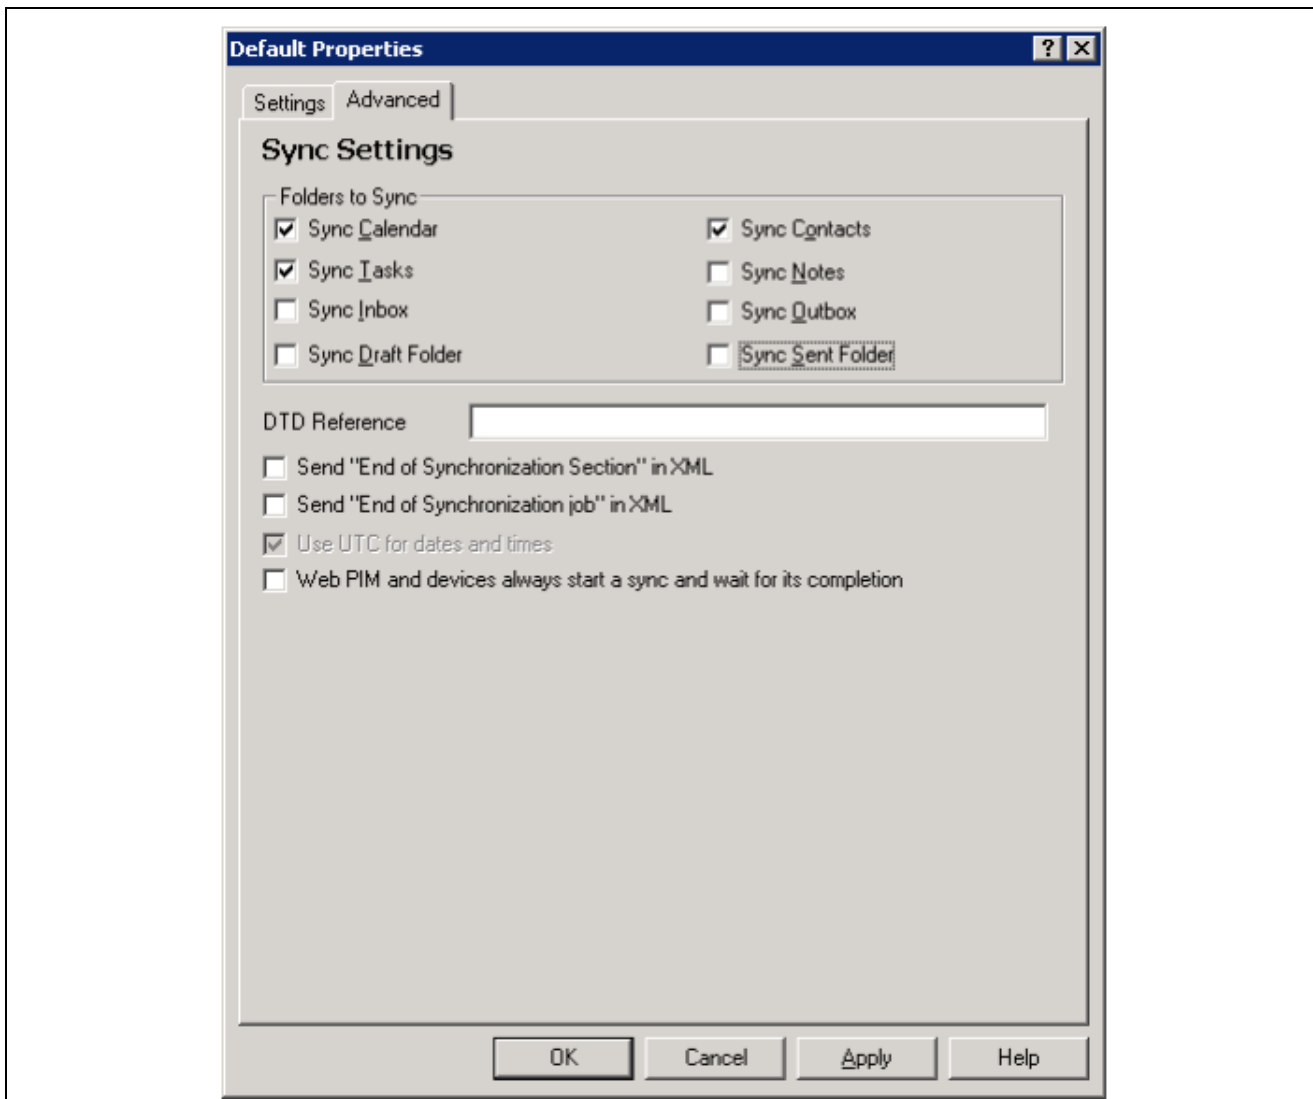 Default Properties
Settings Advanced
Sync Settings
Folders to Sync
Sync Calendar Sync Contacts
Sync Tasks Sync Notes
Sync Inbox Sync Outbox
Sync Draft Folder Sync Sent Folder
DTD Reference
Send "End of Synchronization Section" in XML
Send "End of Synchronization job" in XML
Use UTC for dates and times
Web PIM and devices always start a sync and wait for its completion
OK Cancel Apply Help